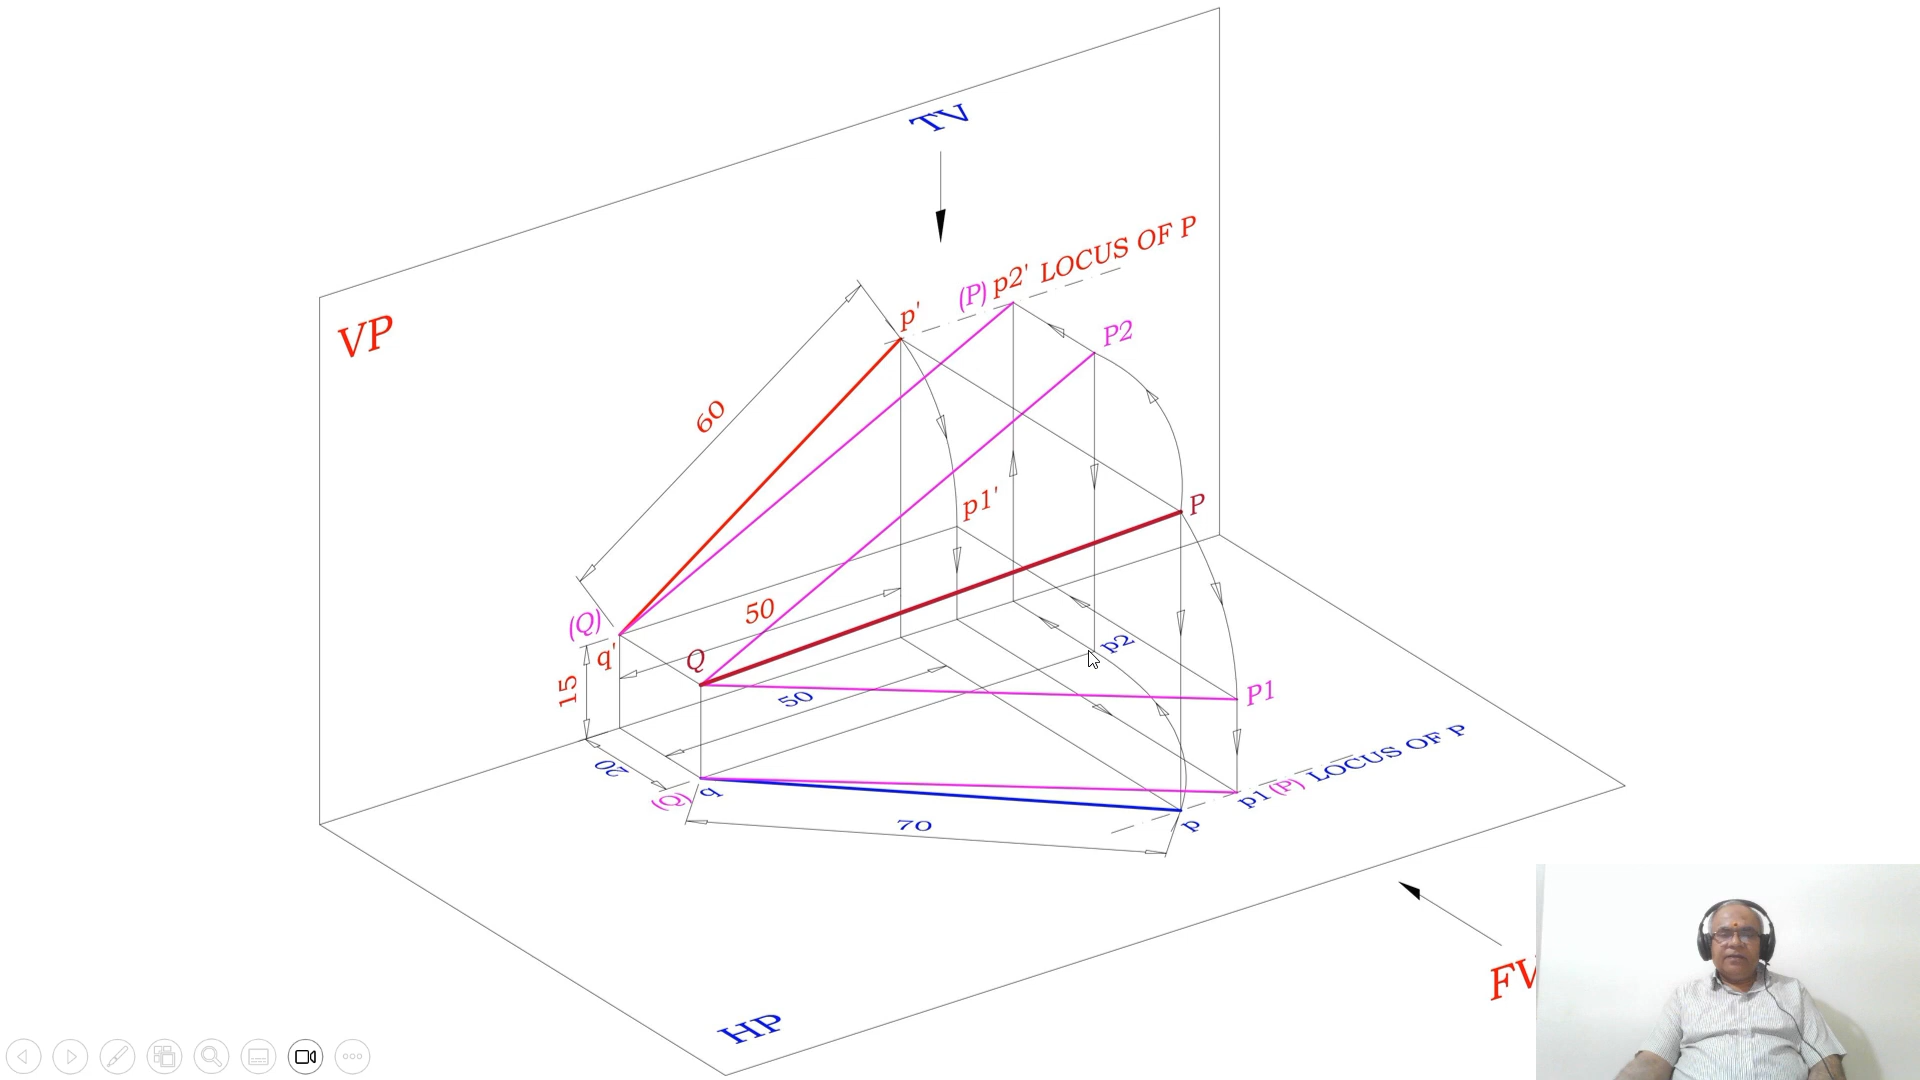 TV
LOCUS OF P
(P) p2'
p'
VP
P2
60
p1'
P
50
(Q)
q'
Q
p2
15
50
P1
20
LOCUS OF P
(Q) q
p1 (P)
70
p
FV
HP